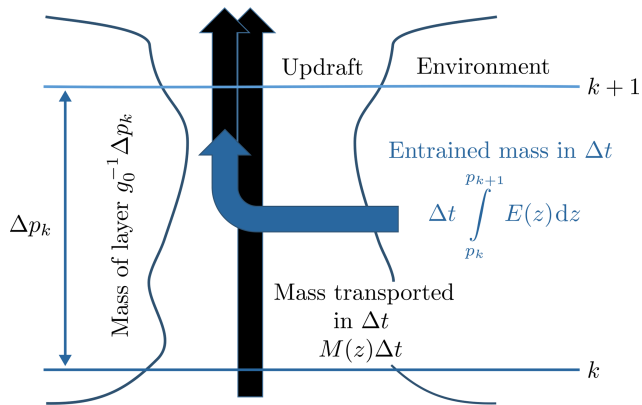 Updraft
Environment
k + 1
Entrained mass in Δt
Δt ∫_{p_k}^{p_{k+1}} E(z)dz
Δp_k
Mass of layer g_0^{-1}Δp_k
Mass transported
in Δt
M(z)Δt
k